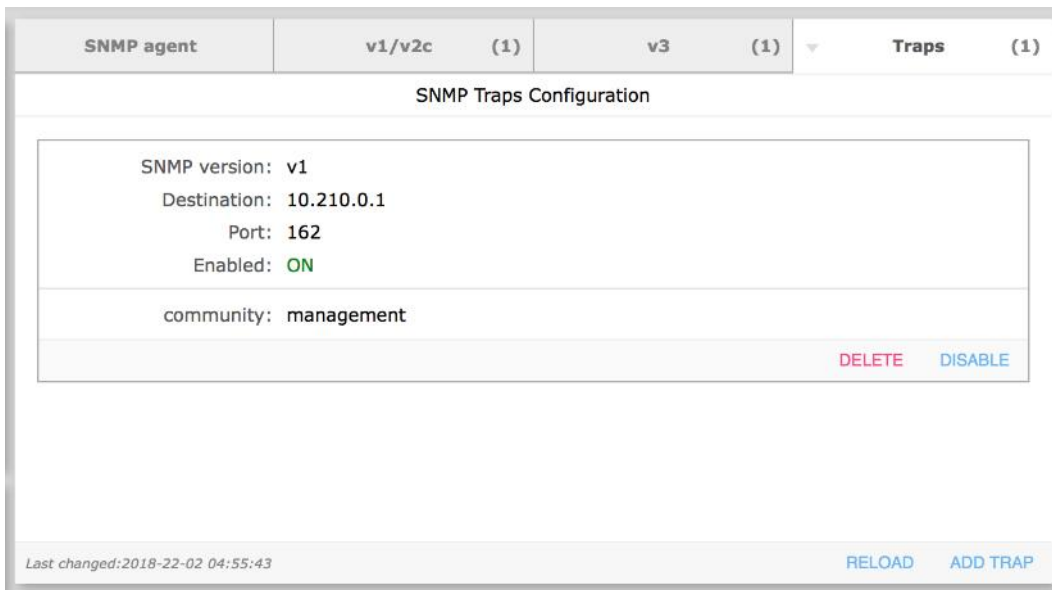 SNMP agent v1/v2c (1) v3 (1) Traps (1)
SNMP Traps Configuration
SNMP version: v1
Destination: 10.210.0.1
Port: 162
Enabled: ON
community: management
DELETE DISABLE
Last changed:2018-22-02 04:55:43 RELOAD ADD TRAP